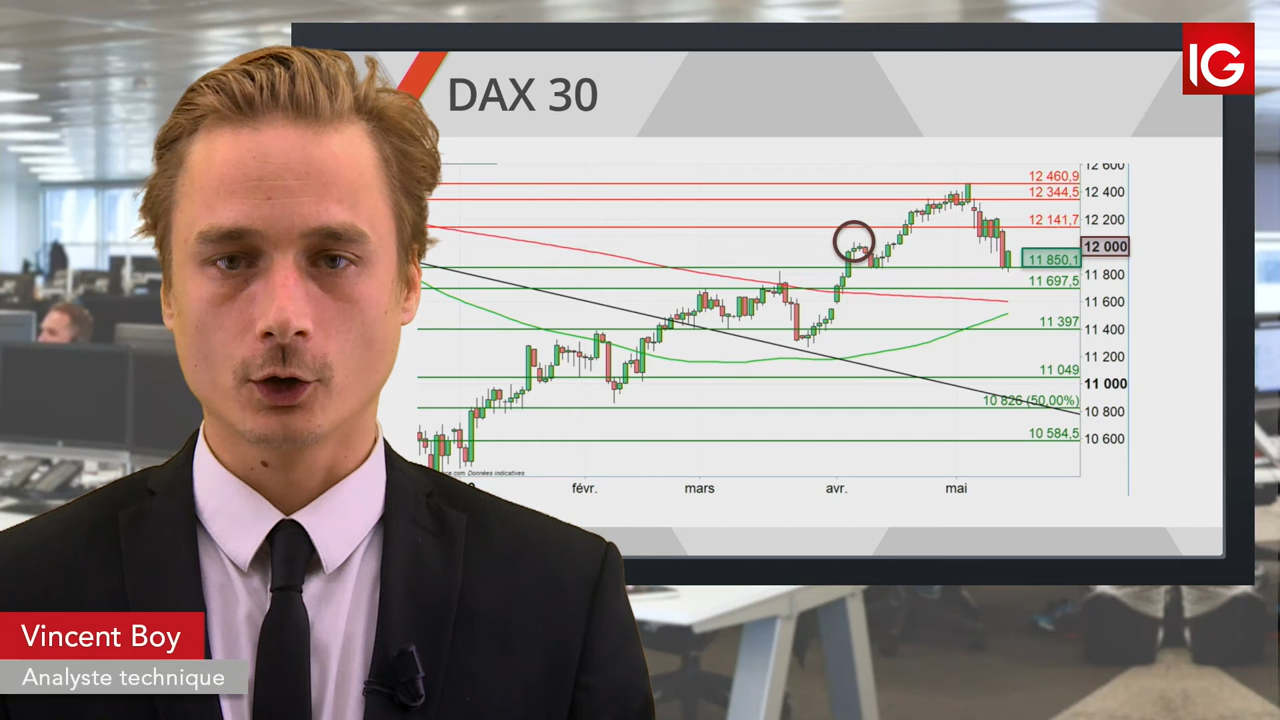 IG
DAX 30
12 600
12 460,9
12 400
12 344,5
12 200
12 141,7
12 000
11 850,1
11 800
11 697,5
11 600
11 400
11 397
11 200
11 049
11 000
10 826 (50,00%)
10 800
10 600
10 584,5
Données indicatives
févr.
mars
avr.
mai
Vincent Boy
Analyste technique